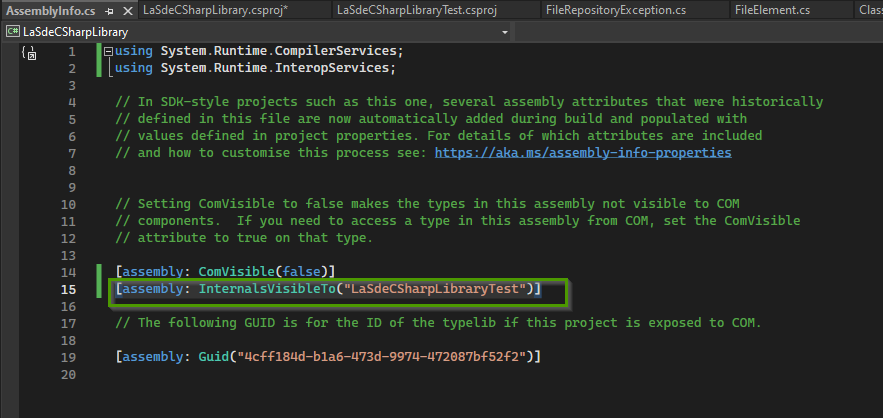 AssemblyInfo.cs
LaSdeCSharpLibrary.csproj*
LaSdeCSharpLibraryTest.csproj
FileRepositoryException.cs
FileElement.cs
Class
C# LaSdeCSharpLibrary
1 using System.Runtime.CompilerServices;
2 using System.Runtime.InteropServices;
3
4 // In SDK-style projects such as this one, several assembly attributes that were historically
5 // defined in this file are now automatically added during build and populated with
6 // values defined in project properties. For details of which attributes are included
7 // and how to customise this process see: https://aka.ms/assembly-info-properties
8
9
10 // Setting ComVisible to false makes the types in this assembly not visible to COM
11 // components.  If you need to access a type in this assembly from COM, set the ComVisible
12 // attribute to true on that type.
13
14 [assembly: ComVisible(false)]
15 [assembly: InternalsVisibleTo("LaSdeCSharpLibraryTest")]
16
17 // The following GUID is for the ID of the typelib if this project is exposed to COM.
18
19 [assembly: Guid("4cff184d-b1a6-473d-9974-472087bf52f2")]
20